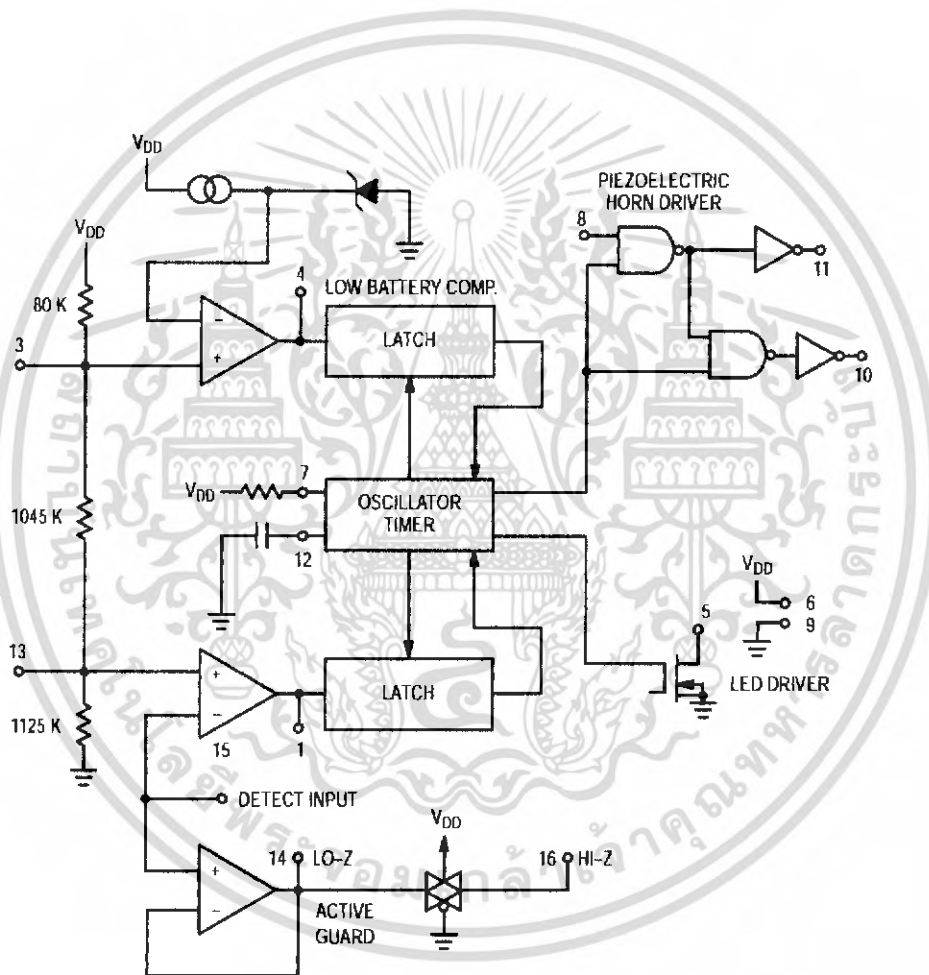 VDD
PIEZOELECTRIC
HORN DRIVER
8
11
VDD
4
LOW BATTERY COMP.
80 K
LATCH
3
10
7
VDD
OSCILLATOR
TIMER
1045 K
12
VDD
6
5
9
13
LATCH
LED DRIVER
1125 K
15
1
DETECT INPUT
VDD
14 LO-Z
16 HI-Z
ACTIVE
GUARD